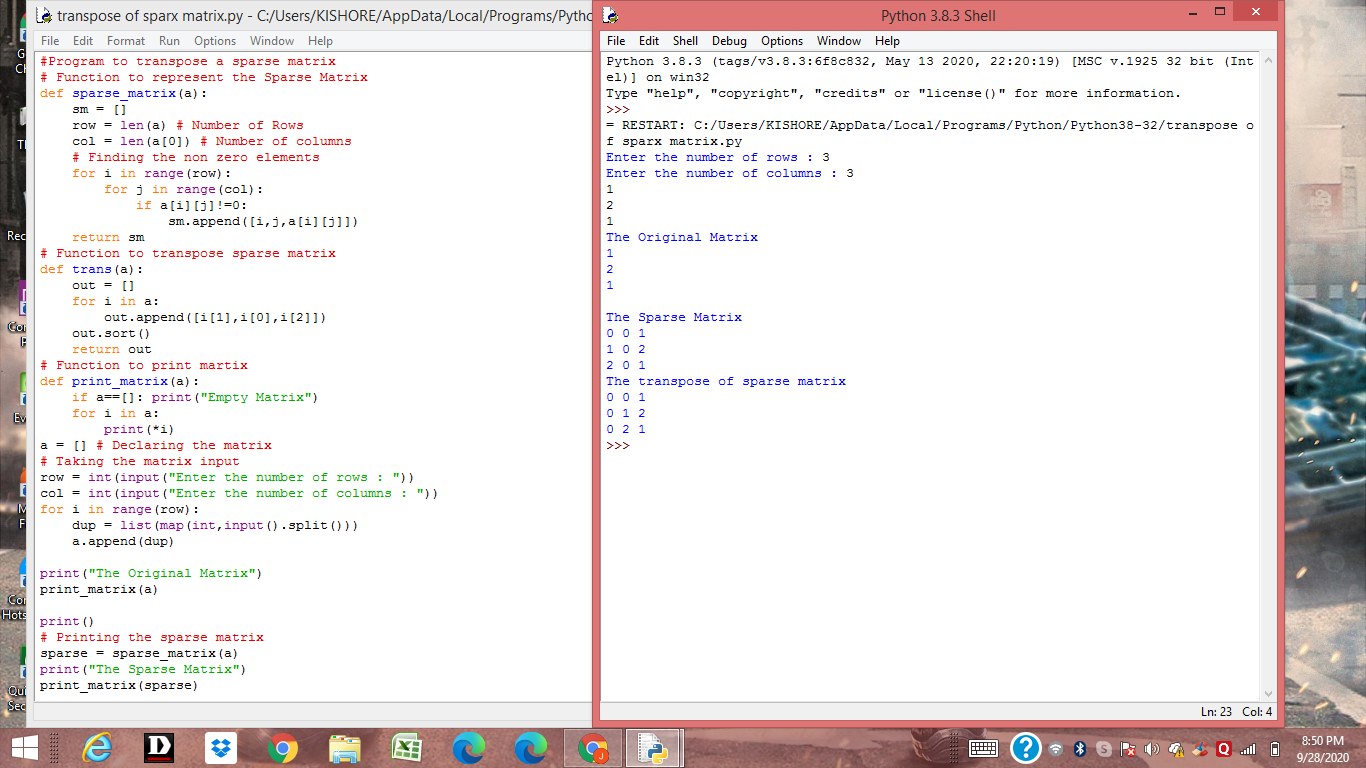 transpose of sparx matrix.py - C:/Users/KISHORE/AppData/Local/Programs/Pytho
File Edit Format Run Options Window Help
#Program to transpose a sparse matrix
# Function to represent the Sparse Matrix
def sparse_matrix(a):
    sm = []
    row = len(a) # Number of Rows
    col = len(a[0]) # Number of columns
    # Finding the non zero elements
    for i in range(row):
        for j in range(col):
            if a[i][j]!=0:
                sm.append([i,j,a[i][j]])
    return sm
# Function to transpose sparse matrix
def trans(a):
    out = []
    for i in a:
        out.append([i[1],i[0],i[2]])
    out.sort()
    return out
# Function to print martix
def print_matrix(a):
    if a==[]: print("Empty Matrix")
    for i in a:
        print(*i)
a = [] # Declaring the matrix
# Taking the matrix input
row = int(input("Enter the number of rows : "))
col = int(input("Enter the number of columns : "))
for i in range(row):
    dup = list(map(int,input().split()))
    a.append(dup)
print("The Original Matrix")
print_matrix(a)
print()
# Printing the sparse matrix
sparse = sparse_matrix(a)
print("The Sparse Matrix")
print_matrix(sparse)
Python 3.8.3 Shell
File Edit Shell Debug Options Window Help
Python 3.8.3 (tags/v3.8.3:6f8c832, May 13 2020, 22:20:19) [MSC v.1925 32 bit (Int
el)] on win32
Type "help", "copyright", "credits" or "license()" for more information.
>>>
= RESTART: C:/Users/KISHORE/AppData/Local/Programs/Python/Python38-32/transpose o
f sparx matrix.py
Enter the number of rows : 3
Enter the number of columns : 3
1
2
1
The Original Matrix
1
2
1
The Sparse Matrix
0 0 1
1 0 2
2 0 1
The transpose of sparse matrix
0 0 1
0 1 2
0 2 1
>>>
Ln: 23 Col: 4
8:50 PM
9/28/2020